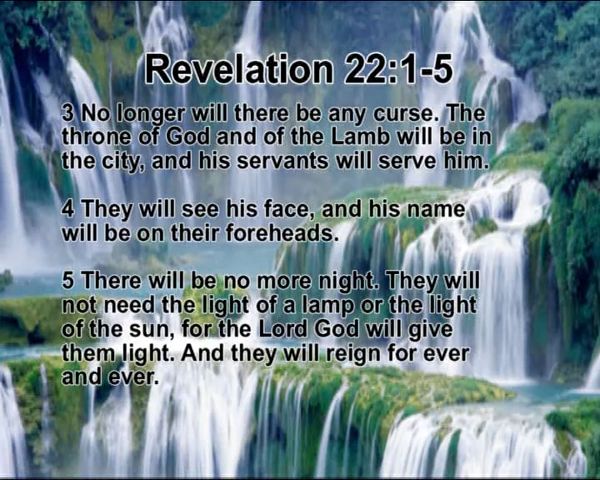 Revelation 22:1-5
3 No longer will there be any curse. The
throne of God and of the Lamb will be in
the city, and his servants will serve him.
4 They will see his face, and his name
will be on their foreheads.
5 There will be no more night. They will
not need the light of a lamp or the light
of the sun, for the Lord God will give
them light. And they will reign for ever
and ever.